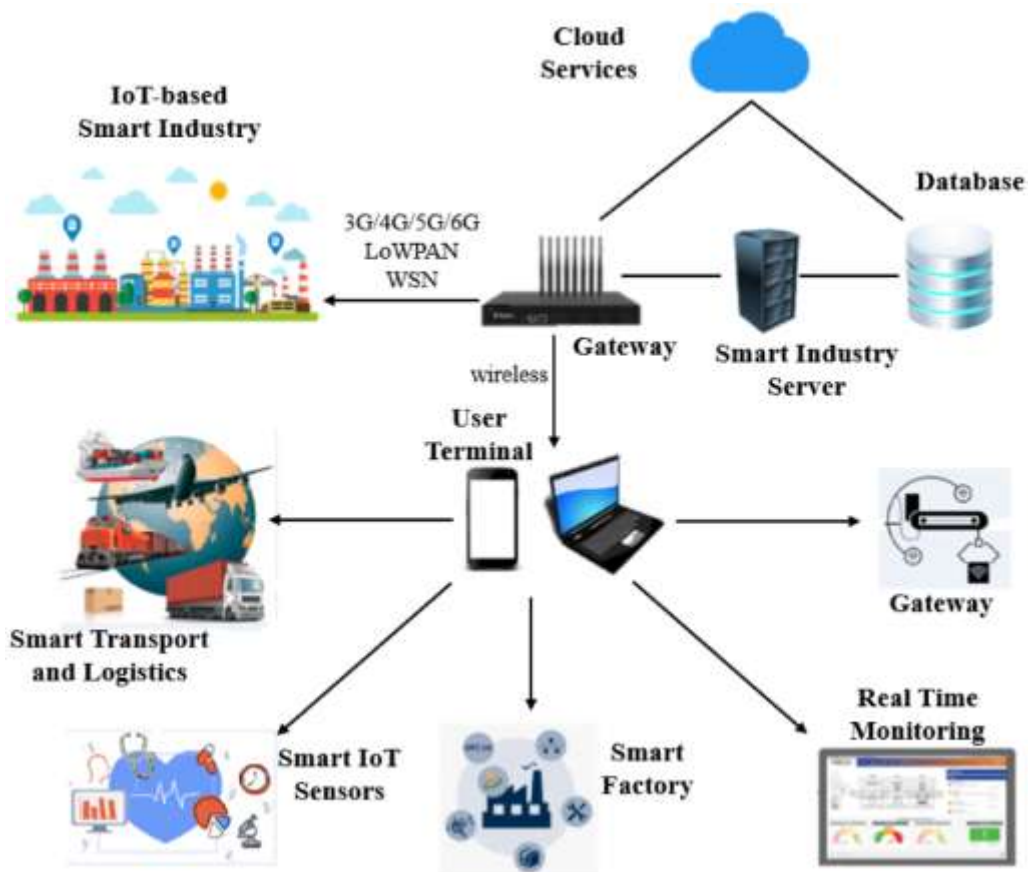 Cloud
Services
IoT-based
Smart Industry
Database
3G/4G/5G/6G
LoWPAN
WSN
Gateway
Smart Industry
Server
wireless
User
Terminal
Gateway
Smart Transport
and Logistics
Real Time
Monitoring
Smart IoT
Sensors
Smart
Factory